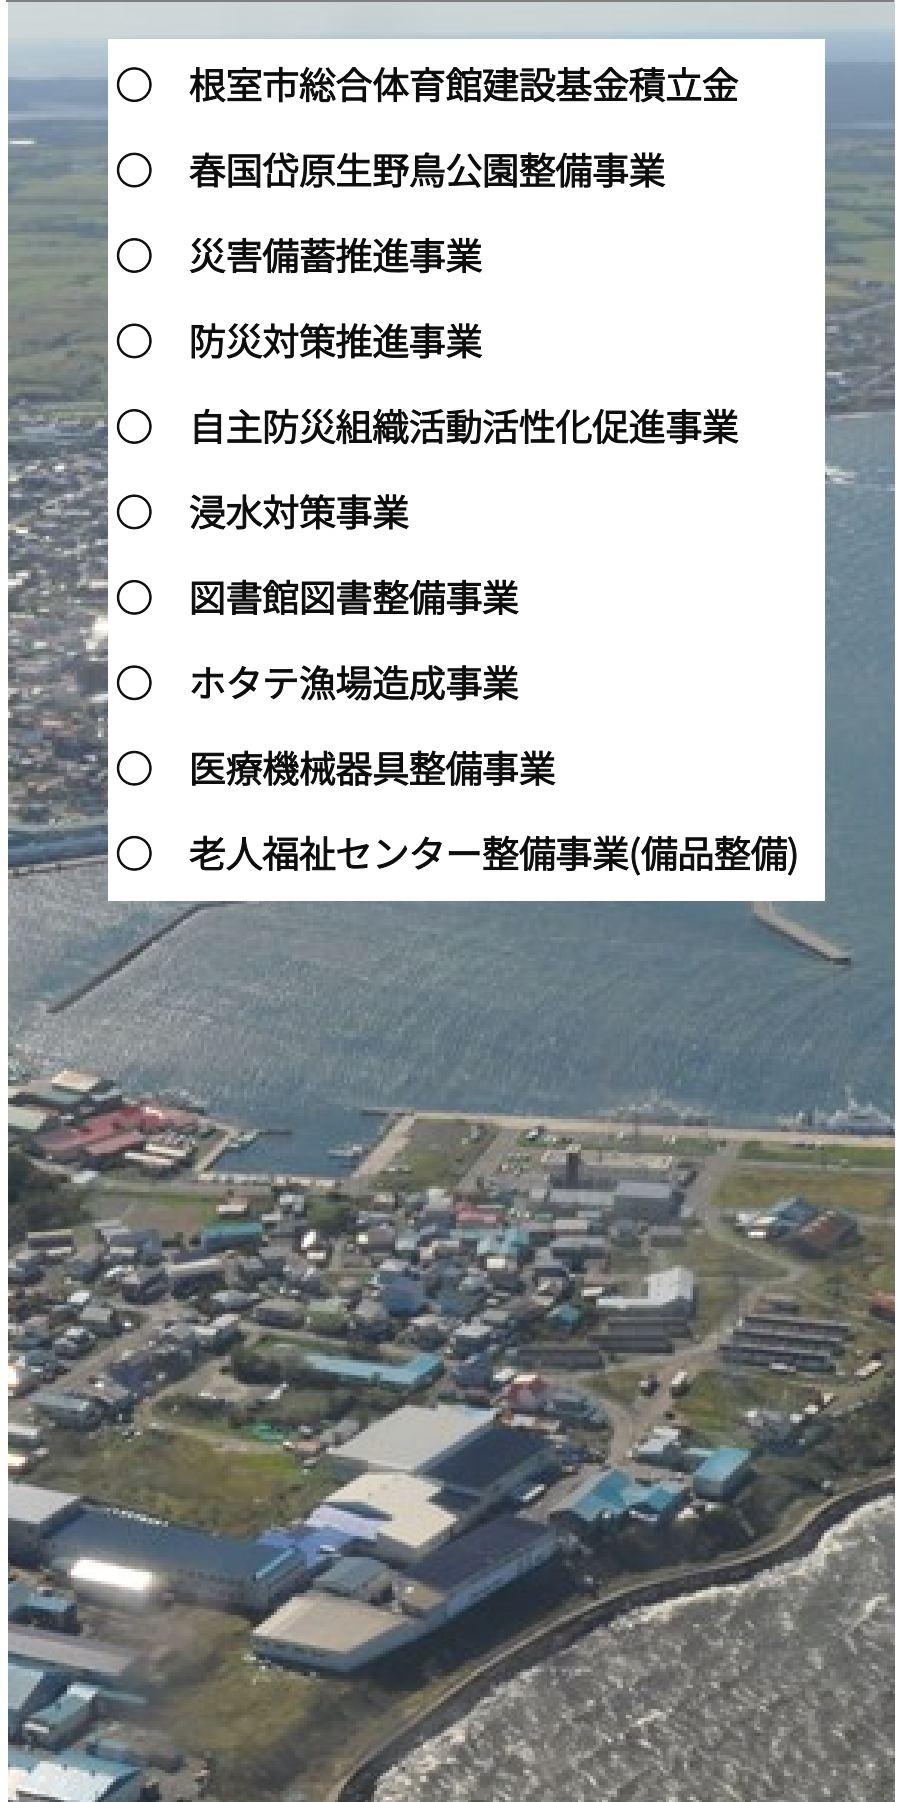 ○　根室市総合体育館建設基金積立金
○　春国岱原生野鳥公園整備事業
○　災害備蓄推進事業
○　防災対策推進事業
○　自主防災組織活動活性化促進事業
○　浸水対策事業
○　図書館図書整備事業
○　ホタテ漁場造成事業
○　医療機械器具整備事業
○　老人福祉センター整備事業(備品整備)